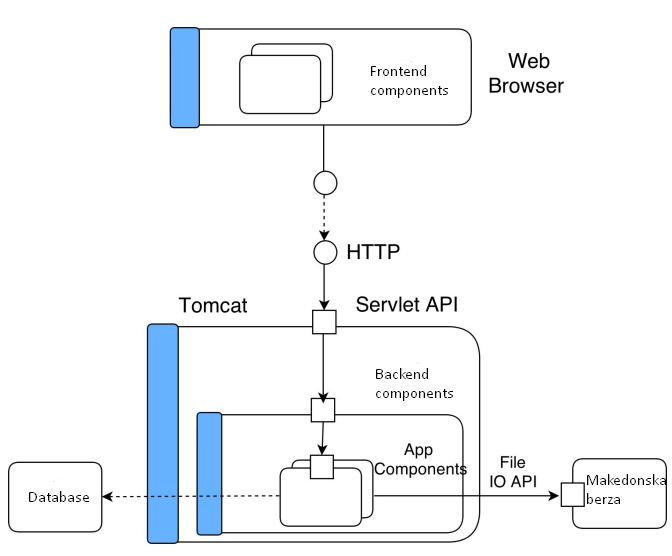 Frontend
components
Web
Browser
HTTP
Tomcat
Servlet API
Backend
components
App
Components
File
IO API
Database
Makedonska
berza